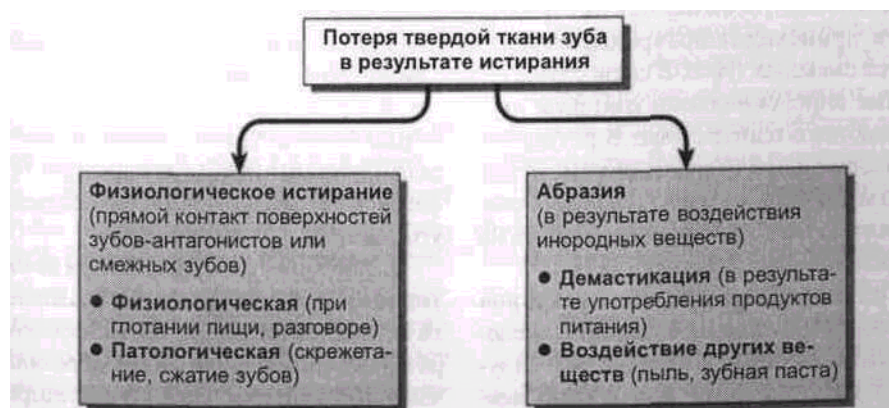 Потеря твердой ткани зуба
в результате истирания
Физиологическое истирание
(прямой контакт поверхностей
зубов-антагонистов или
смежных зубов)
● Физиологическая (при
глотании пищи, разговоре)
● Патологическая (скрежета-
ние, сжатие зубов)
Абразия
(в результате воздействия
инородных веществ)
● Демастикация (в результа-
те употребления продуктов
питания)
● Воздействие других ве-
ществ (пыль, зубная паста)